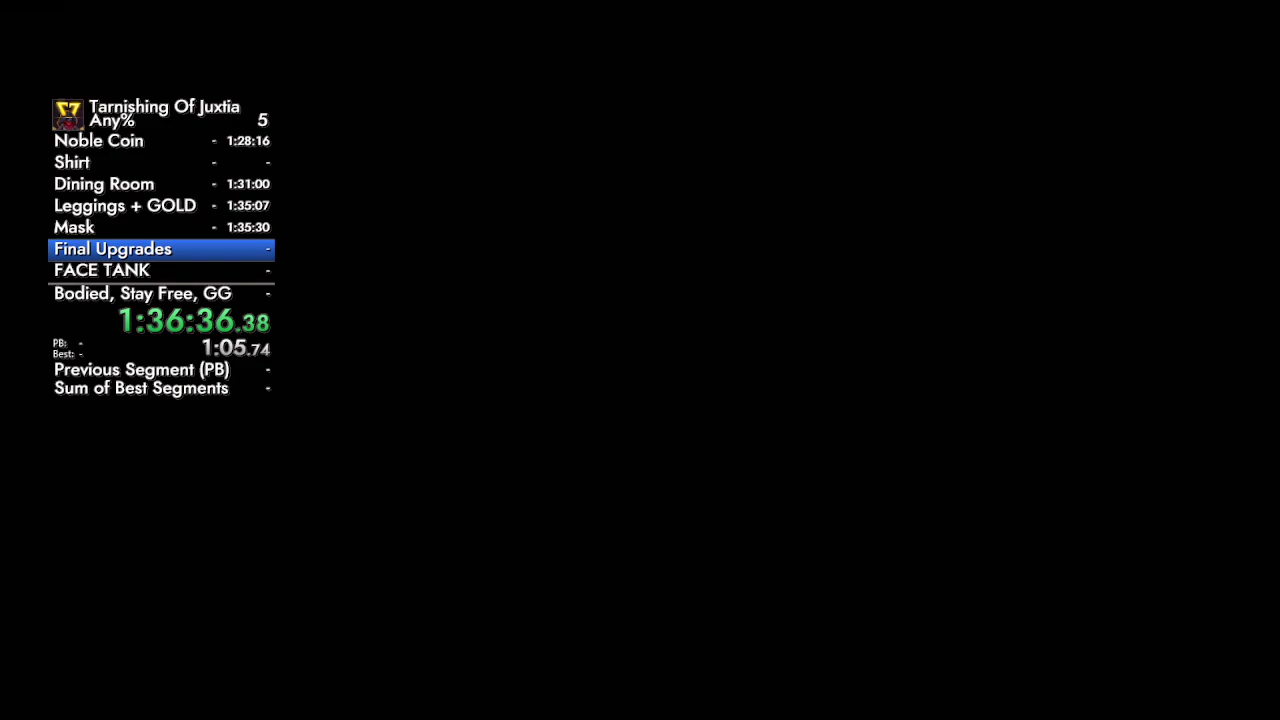 Tarnishing Of Juxtia
Any% 5
Noble Coin - 1:28:16
Shirt - -
Dining Room - 1:31:00
Leggings + GOLD - 1:35:07
Mask - 1:35:30
Final Upgrades -
FACE TANK -
Bodied, Stay Free, GG -
1:36:36.38
PB: - 1:05.74
Best: -
Previous Segment (PB) -
Sum of Best Segments -